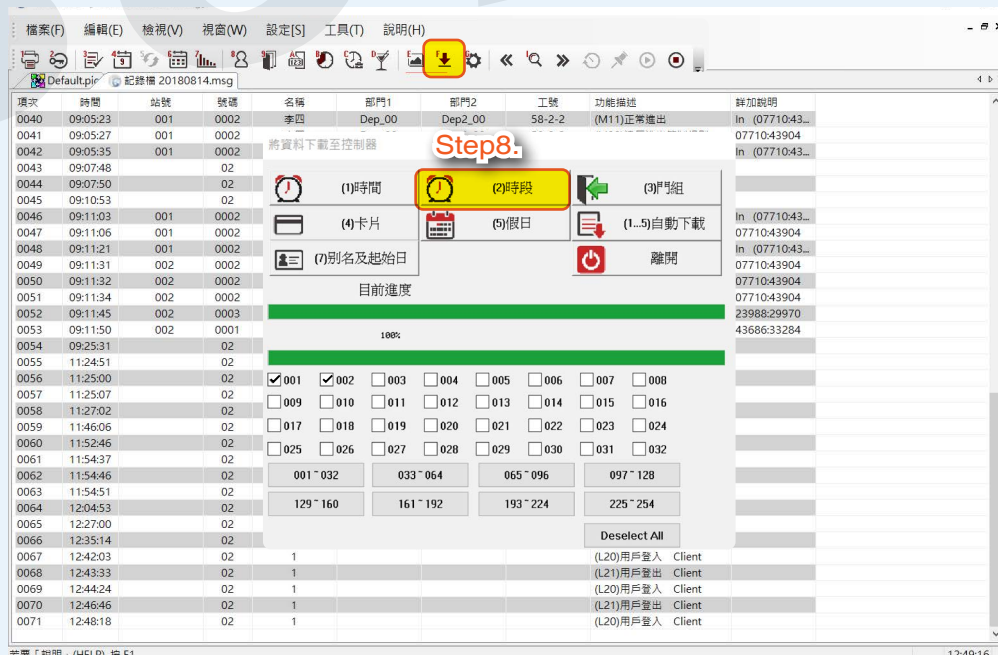 檔案(F) 編輯(E) 檢視(V) 視窗(W) 設定[S] 工具(T) 說明(H)
Default.pic 記錄檔 20180814.msg
項次 時間 站號 號碼 名稱 部門1 部門2 工號 功能描述 詳加說明
0040 09:05:23 001 0002 李四 Dep_00 Dep2_00 58-2-2 (M11)正常進出 In (07710:43...
0041 09:05:27 001 0002 07710:43904
0042 09:05:35 001 0002 In (07710:43...
0043 09:07:48 02
0044 09:07:50 02
0045 09:10:53 02
0046 09:11:03 001 0002 In (07710:43...
0047 09:11:06 001 0002 07710:43904
0048 09:11:21 001 0002 In (07710:43...
0049 09:11:31 002 0002 07710:43904
0050 09:11:32 002 0002 07710:43904
0051 09:11:34 002 0002 07710:43904
0052 09:11:45 002 0003 23988:29970
0053 09:11:50 002 0001 43686:33284
0054 09:25:31 02
0055 11:24:51 02
0056 11:25:00 02
0057 11:25:07 02
0058 11:27:02 02
0059 11:46:06 02
0060 11:52:46 02
0061 11:54:37 02
0062 11:54:46 02
0063 11:54:51 02
0064 12:04:53 02
0065 12:27:00 02
0066 12:35:14 02
0067 12:42:03 02 1 (L20)用戶登入 Client
0068 12:43:33 02 1 (L21)用戶登出 Client
0069 12:44:24 02 1 (L20)用戶登入 Client
0070 12:46:46 02 1 (L21)用戶登出 Client
0071 12:48:18 02 1 (L20)用戶登入 Client
將資料下載至控制器
Step8.
(1)時間 (2)時段 (3)門組
(4)卡片 (5)假日 (1...5)自動下載
(7)別名及起始日 離開
目前進度
100%
001 002 003 004 005 006 007 008
009 010 011 012 013 014 015 016
017 018 019 020 021 022 023 024
025 026 027 028 029 030 031 032
001~032 033~064 065~096 097~128
129~160 161~192 193~224 225~254
Deselect All
若要「說明」(HELP),按 F1 12:49:16